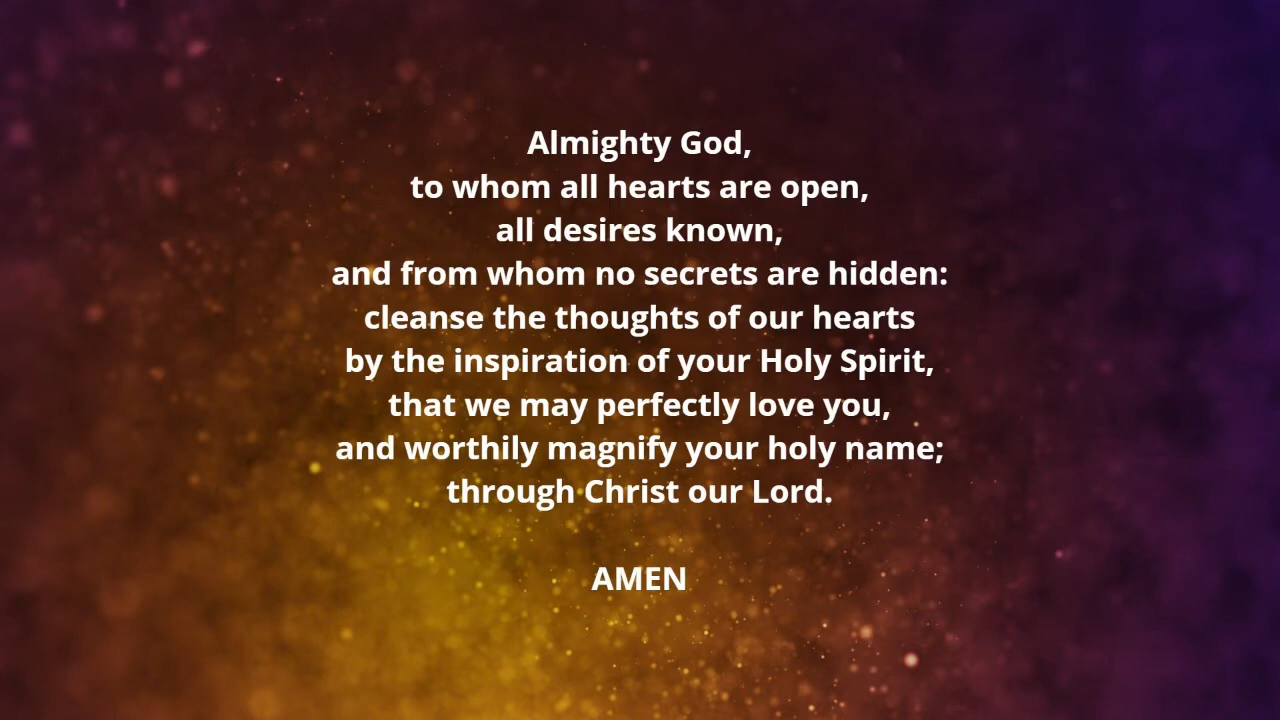 Almighty God,
to whom all hearts are open,
all desires known,
and from whom no secrets are hidden:
cleanse the thoughts of our hearts
by the inspiration of your Holy Spirit,
that we may perfectly love you,
and worthily magnify your holy name;
through Christ our Lord.
AMEN